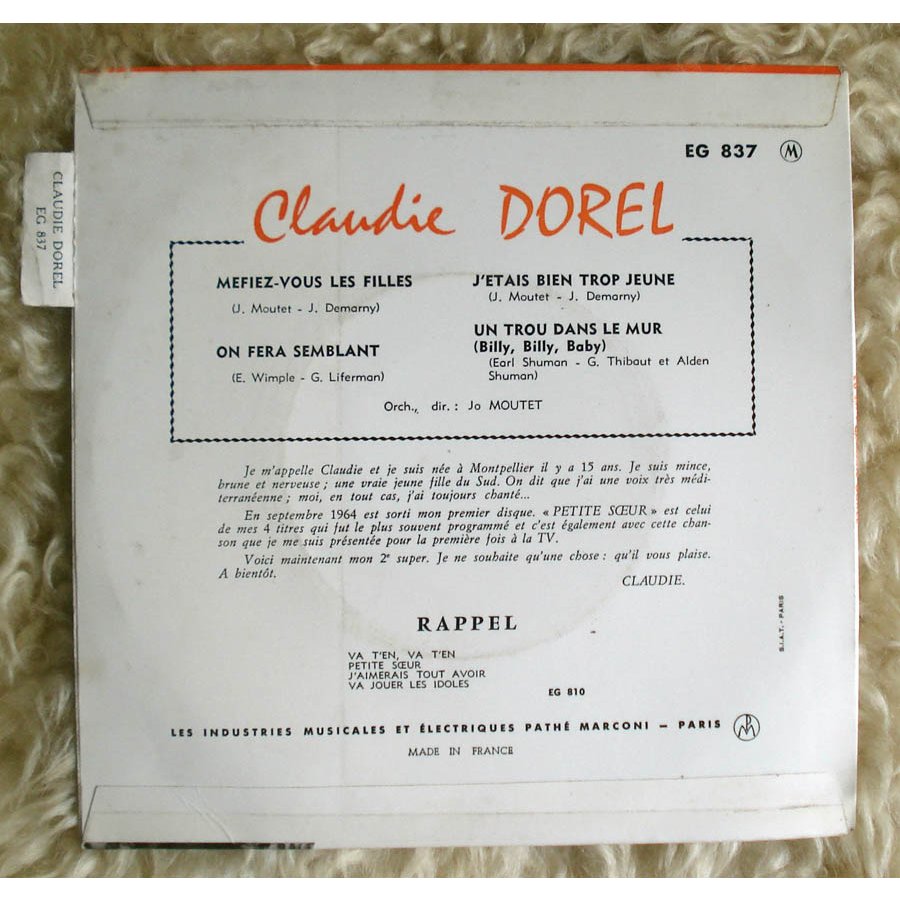 EG 837 M
CLAUDIE DOREL
EG 837
Claudie DOREL
MEFIEZ-VOUS LES FILLES
(J. Moutet - J. Demarny)
ON FERA SEMBLANT
(E. Wimple - G. Liferman)
J'ETAIS BIEN TROP JEUNE
(J. Moutet - J. Demarny)
UN TROU DANS LE MUR
(Billy, Billy, Baby)
(Earl Shuman - G. Thibaut et Alden
Shuman)
Orch., dir. : Jo MOUTET
Je m'appelle Claudie et je suis née à Montpellier il y a 15 ans. Je suis mince,
brune et nerveuse ; une vraie jeune fille du Sud. On dit que j'ai une voix très médi-
terranéenne ; moi, en tout cas, j'ai toujours chanté...
En septembre 1964 est sorti mon premier disque. « PETITE SŒUR » est celui
de mes 4 titres qui fut le plus souvent programmé et c'est également avec cette chan-
son que je me suis présentée pour la première fois à la TV.
Voici maintenant mon 2e super. Je ne souhaite qu'une chose : qu'il vous plaise.
A bientôt.
CLAUDIE.
RAPPEL
VA T'EN, VA T'EN
PETITE SŒUR
J'AIMERAIS TOUT AVOIR
VA JOUER LES IDOLES
EG 810
S.I.A.T. - PARIS
LES INDUSTRIES MUSICALES ET ÉLECTRIQUES PATHÉ MARCONI — PARIS
MADE IN FRANCE